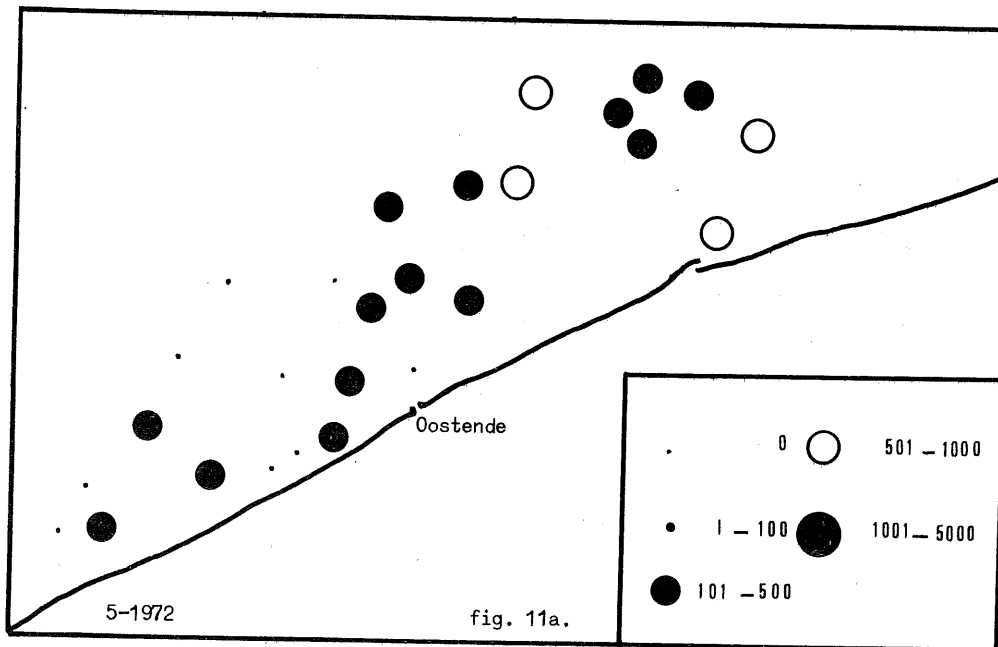 Oostende
0 501 – 1000
1 – 100 1001 – 5000
101 – 500
5-1972 fig. 11a.